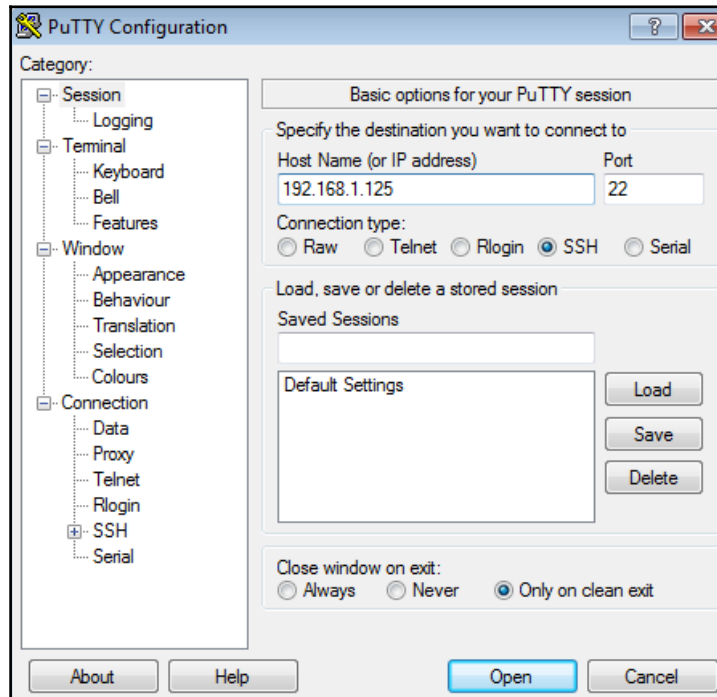 PuTTY Configuration
?
Category:
Session
Logging
Terminal
Keyboard
Bell
Features
Window
Appearance
Behaviour
Translation
Selection
Colours
Connection
Data
Proxy
Telnet
Rlogin
SSH
Serial
Basic options for your PuTTY session
Specify the destination you want to connect to
Host Name (or IP address) Port
192.168.1.125 22
Connection type:
Raw Telnet Rlogin SSH Serial
Load, save or delete a stored session
Saved Sessions
Default Settings
Load
Save
Delete
Close window on exit:
Always Never Only on clean exit
About Help Open Cancel